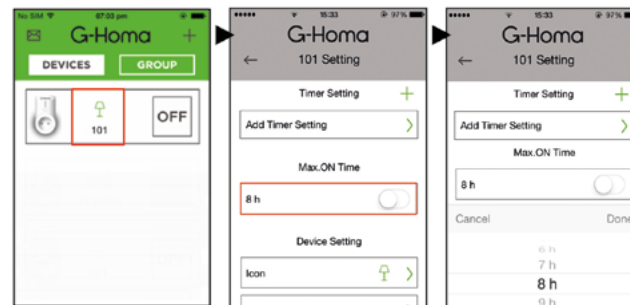 No SIM 07:03 pm
G-Homa
DEVICES GROUP
101
OFF
15:33 97%
G-Homa
101 Setting
Timer Setting
Add Timer Setting
Max.ON Time
8 h
Device Setting
Icon
15:33 97%
G-Homa
101 Setting
Timer Setting
Add Timer Setting
Max.ON Time
8 h
Cancel Done
6 h
7 h
8 h
9 h